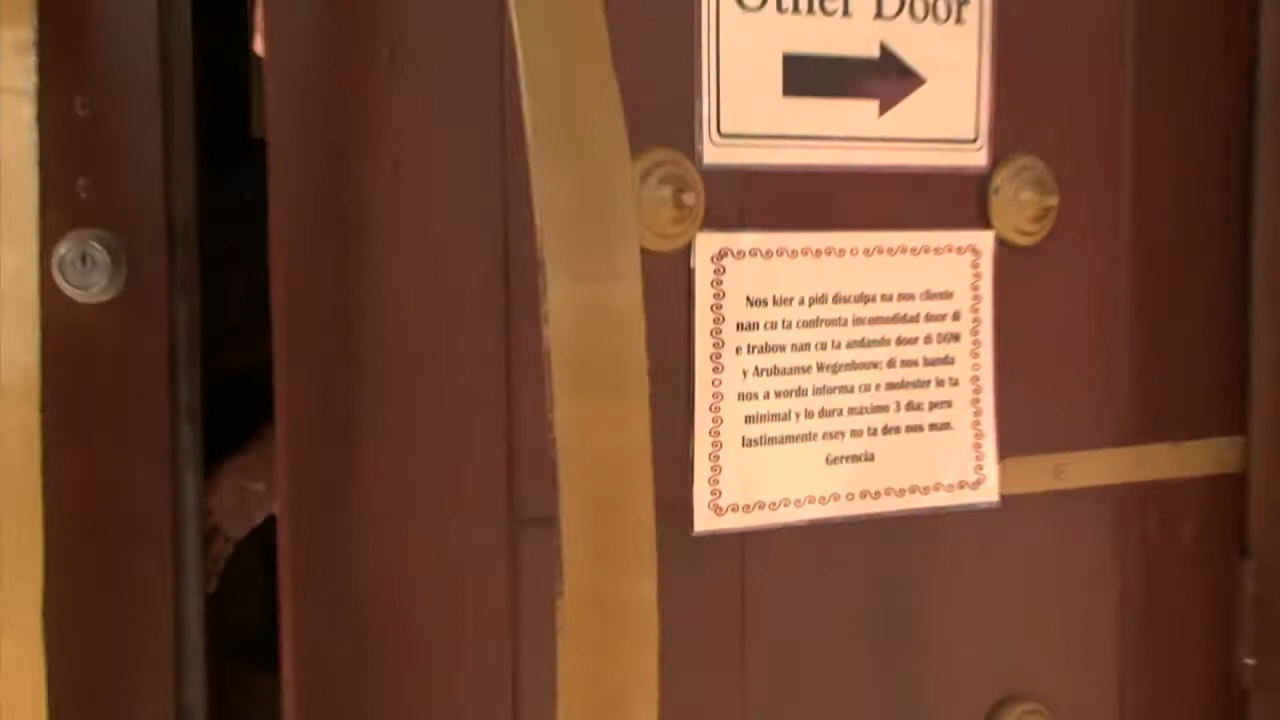 Other Door
Nos kier a pidi disculpa na nos cliente
nan cu ta confronta incomodidad door di
e trabow nan cu ta andando door di DOW
y Arubaanse Wegenbouw; di nos banda
nos a wordu informa cu e molester lo ta
minimal y lo dura maximo 3 dia; pero
lastimamente esey no ta den nos man.
Gerencia